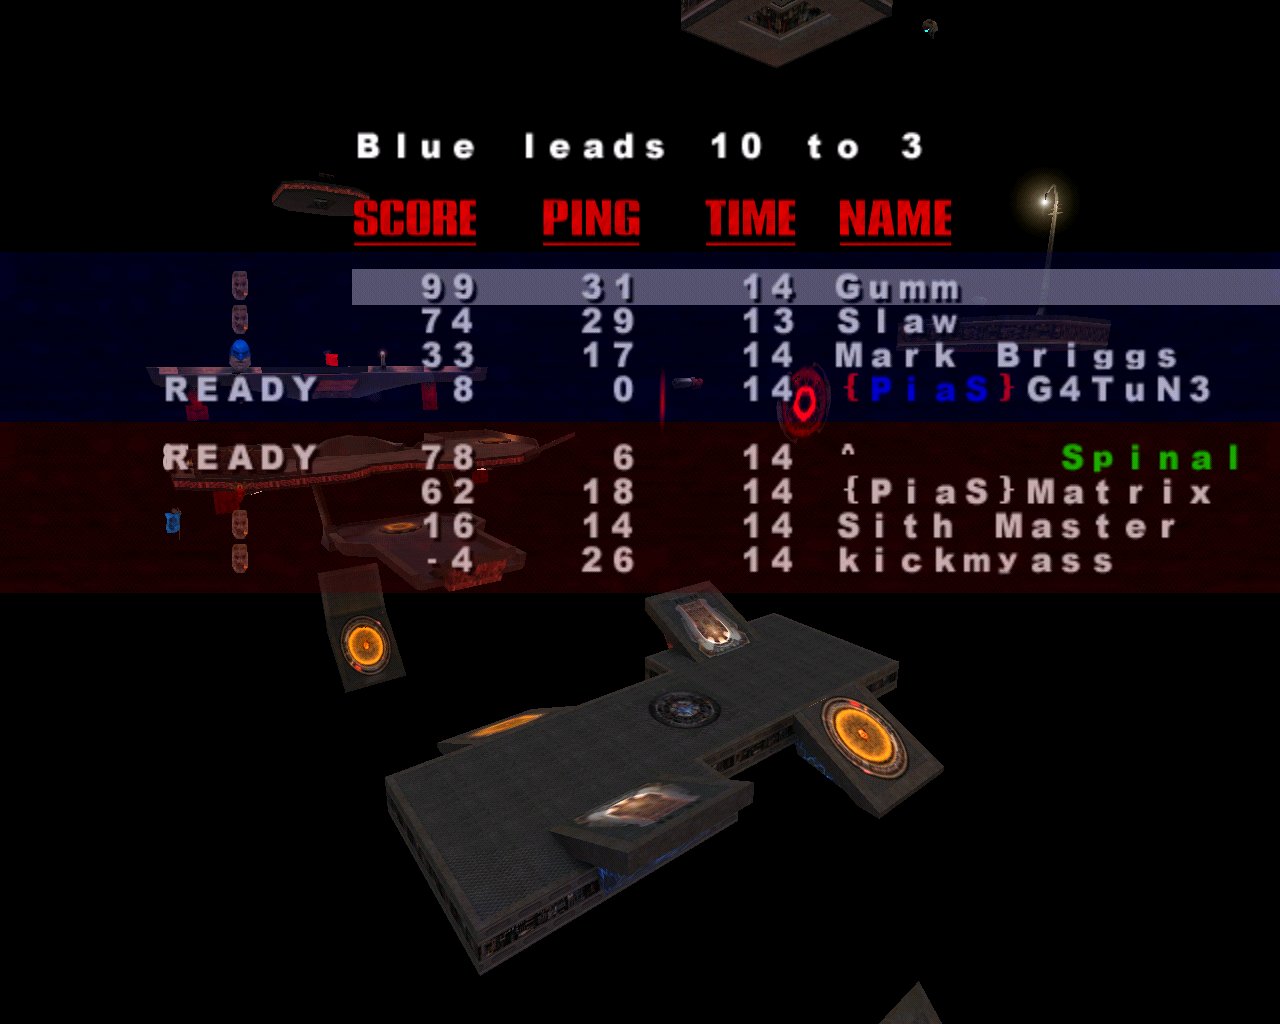 Blue leads 10 to 3
SCORE PING TIME NAME
99 31 14 Gumm
74 29 13 Slaw
33 17 14 Mark Briggs
READY 8 0 14 {PiaS}G4TuN3
READY 78 6 14 ^ Spinal
62 18 14 {PiaS}Matrix
16 14 14 Sith Master
-4 26 14 kickmyass